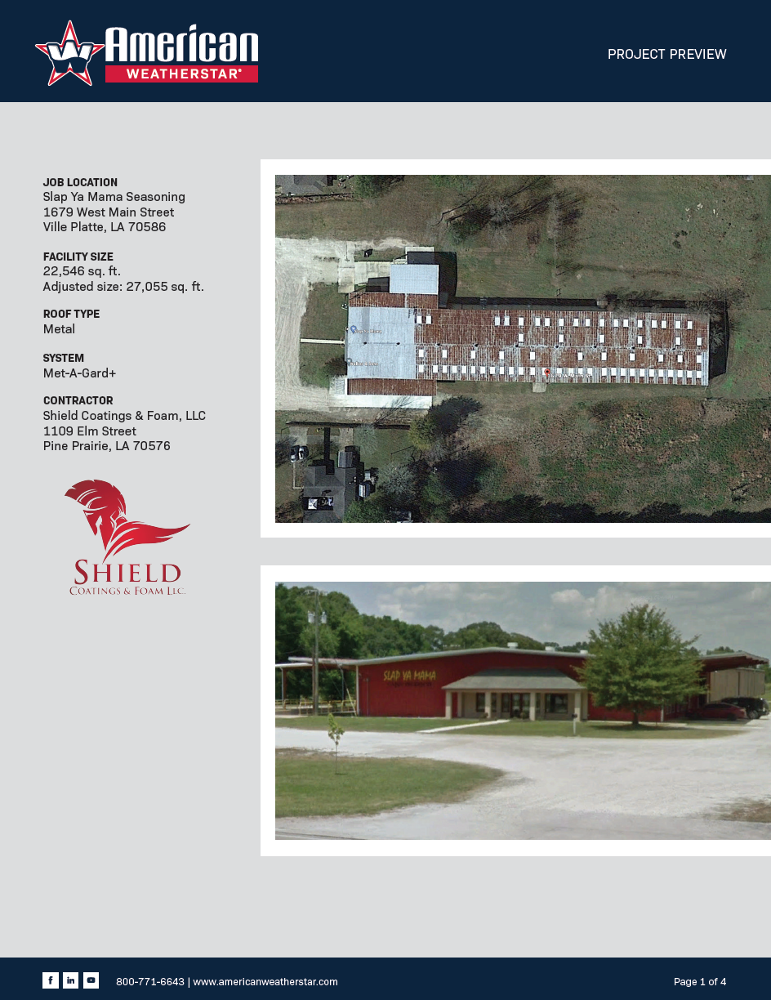 American
WEATHERSTAR®
PROJECT PREVIEW
JOB LOCATION
Slap Ya Mama Seasoning
1679 West Main Street
Ville Platte, LA 70586
FACILITY SIZE
22,546 sq. ft.
Adjusted size: 27,055 sq. ft.
ROOF TYPE
Metal
SYSTEM
Met-A-Gard+
CONTRACTOR
Shield Coatings & Foam, LLC
1109 Elm Street
Pine Prairie, LA 70576
SHIELD
COATINGS & FOAM LLC.
SLAP YA MAMA
800-771-6643 | www.americanweatherstar.com
Page 1 of 4